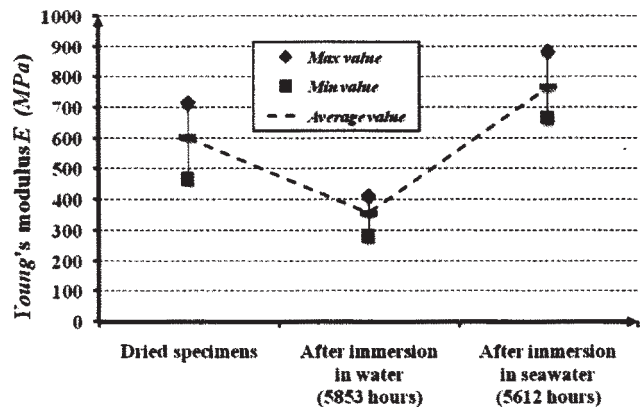 Young's modulus E (MPa)
1000
900
800
700
600
500
400
300
200
100
0
Max value
Min value
Average value
Dried specimens
After immersion
in water
(5853 hours)
After immersion
in seawater
(5612 hours)